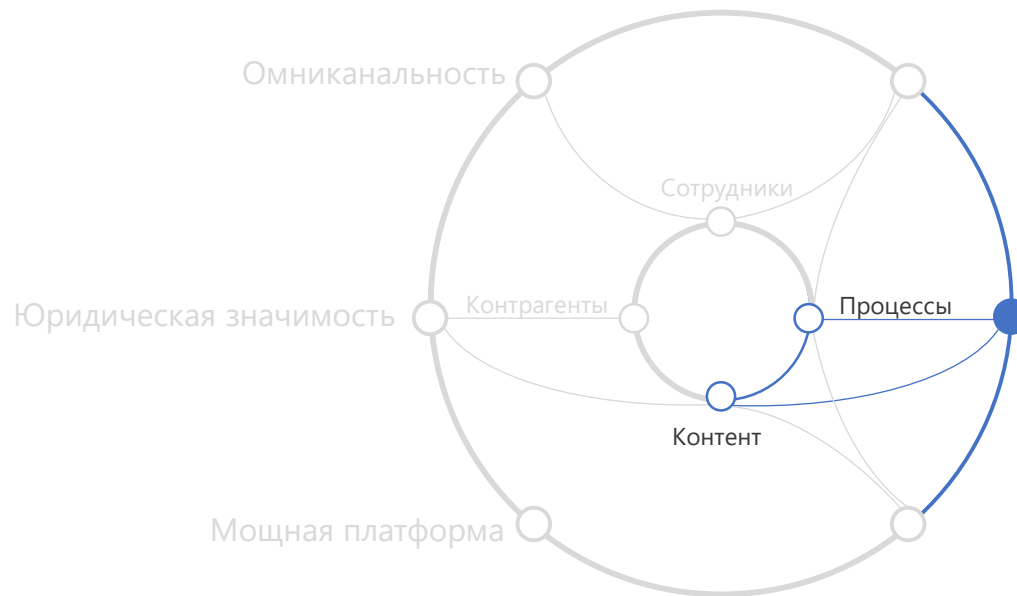 Омниканальность
Сотрудники
Юридическая значимость
Контрагенты
Процессы
Контент
Мощная платформа